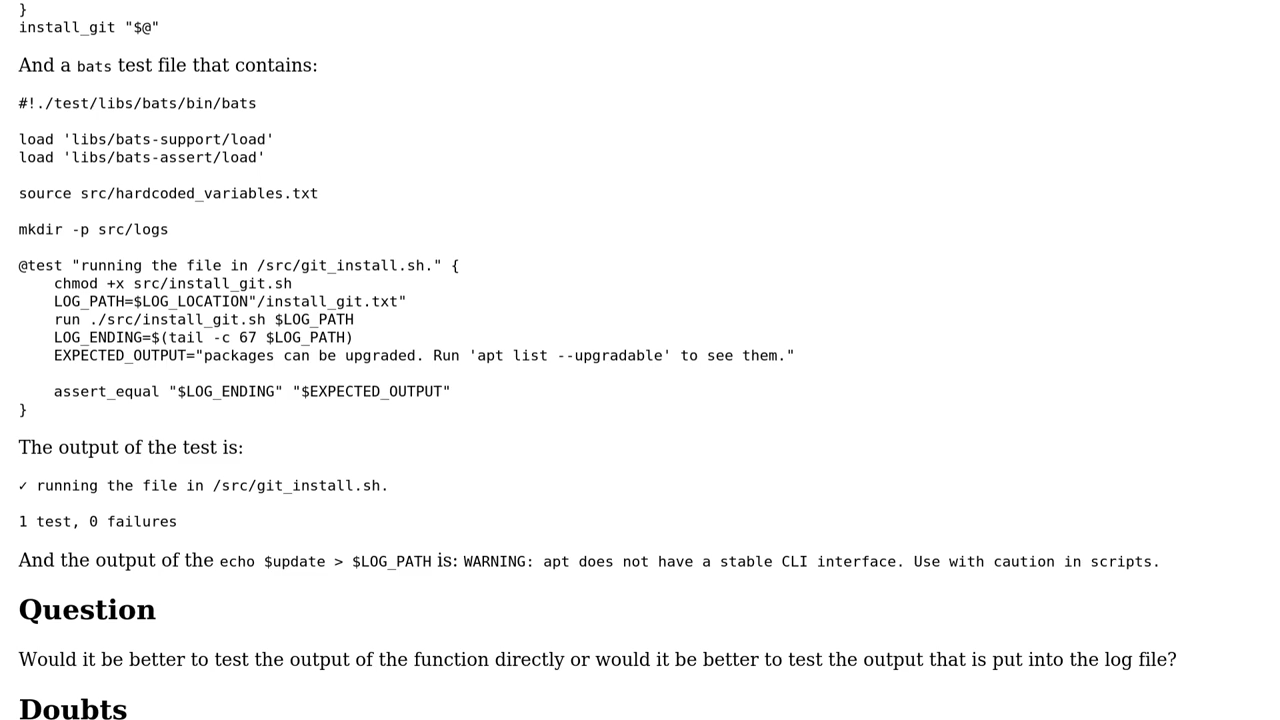 }
install_git "$@"
And a bats test file that contains:
#!./test/libs/bats/bin/bats
load 'libs/bats-support/load'
load 'libs/bats-assert/load'
source src/hardcoded_variables.txt
mkdir -p src/logs
@test "running the file in /src/git_install.sh." {
    chmod +x src/install_git.sh
    LOG_PATH=$LOG_LOCATION"/install_git.txt"
    run ./src/install_git.sh $LOG_PATH
    LOG_ENDING=$(tail -c 67 $LOG_PATH)
    EXPECTED_OUTPUT="packages can be upgraded. Run 'apt list --upgradable' to see them."
    assert_equal "$LOG_ENDING" "$EXPECTED_OUTPUT"
}
The output of the test is:
✓ running the file in /src/git_install.sh.
1 test, 0 failures
And the output of the echo $update > $LOG_PATH is: WARNING: apt does not have a stable CLI interface. Use with caution in scripts.
Question
Would it be better to test the output of the function directly or would it be better to test the output that is put into the log file?
Doubts